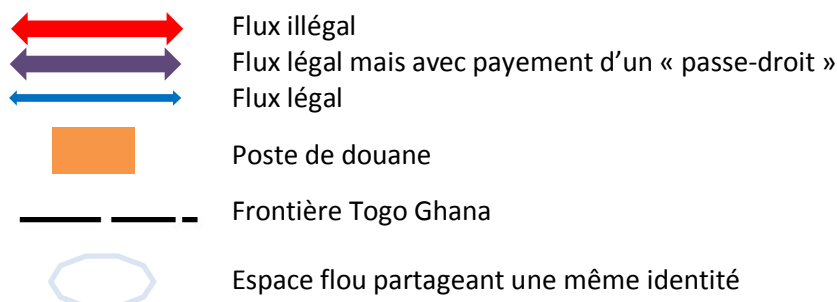 Flux illégal
Flux légal mais avec payement d’un « passe-droit »
Flux légal
Poste de douane
Frontière Togo Ghana
Espace flou partageant une même identité